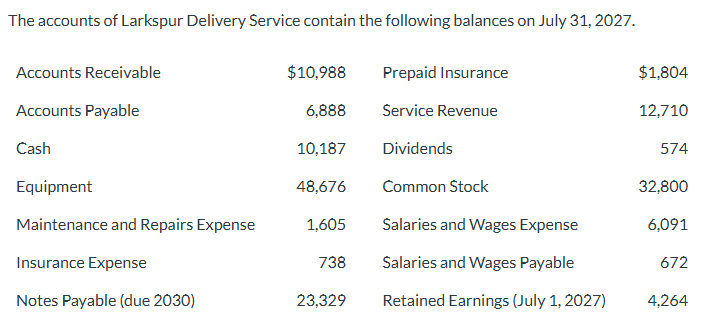 The accounts of Larkspur Delivery Service contain the following balances on July 31, 2027.
Accounts Receivable $10,988 Prepaid Insurance $1,804
Accounts Payable 6,888 Service Revenue 12,710
Cash 10,187 Dividends 574
Equipment 48,676 Common Stock 32,800
Maintenance and Repairs Expense 1,605 Salaries and Wages Expense 6,091
Insurance Expense 738 Salaries and Wages Payable 672
Notes Payable (due 2030) 23,329 Retained Earnings (July 1, 2027) 4,264